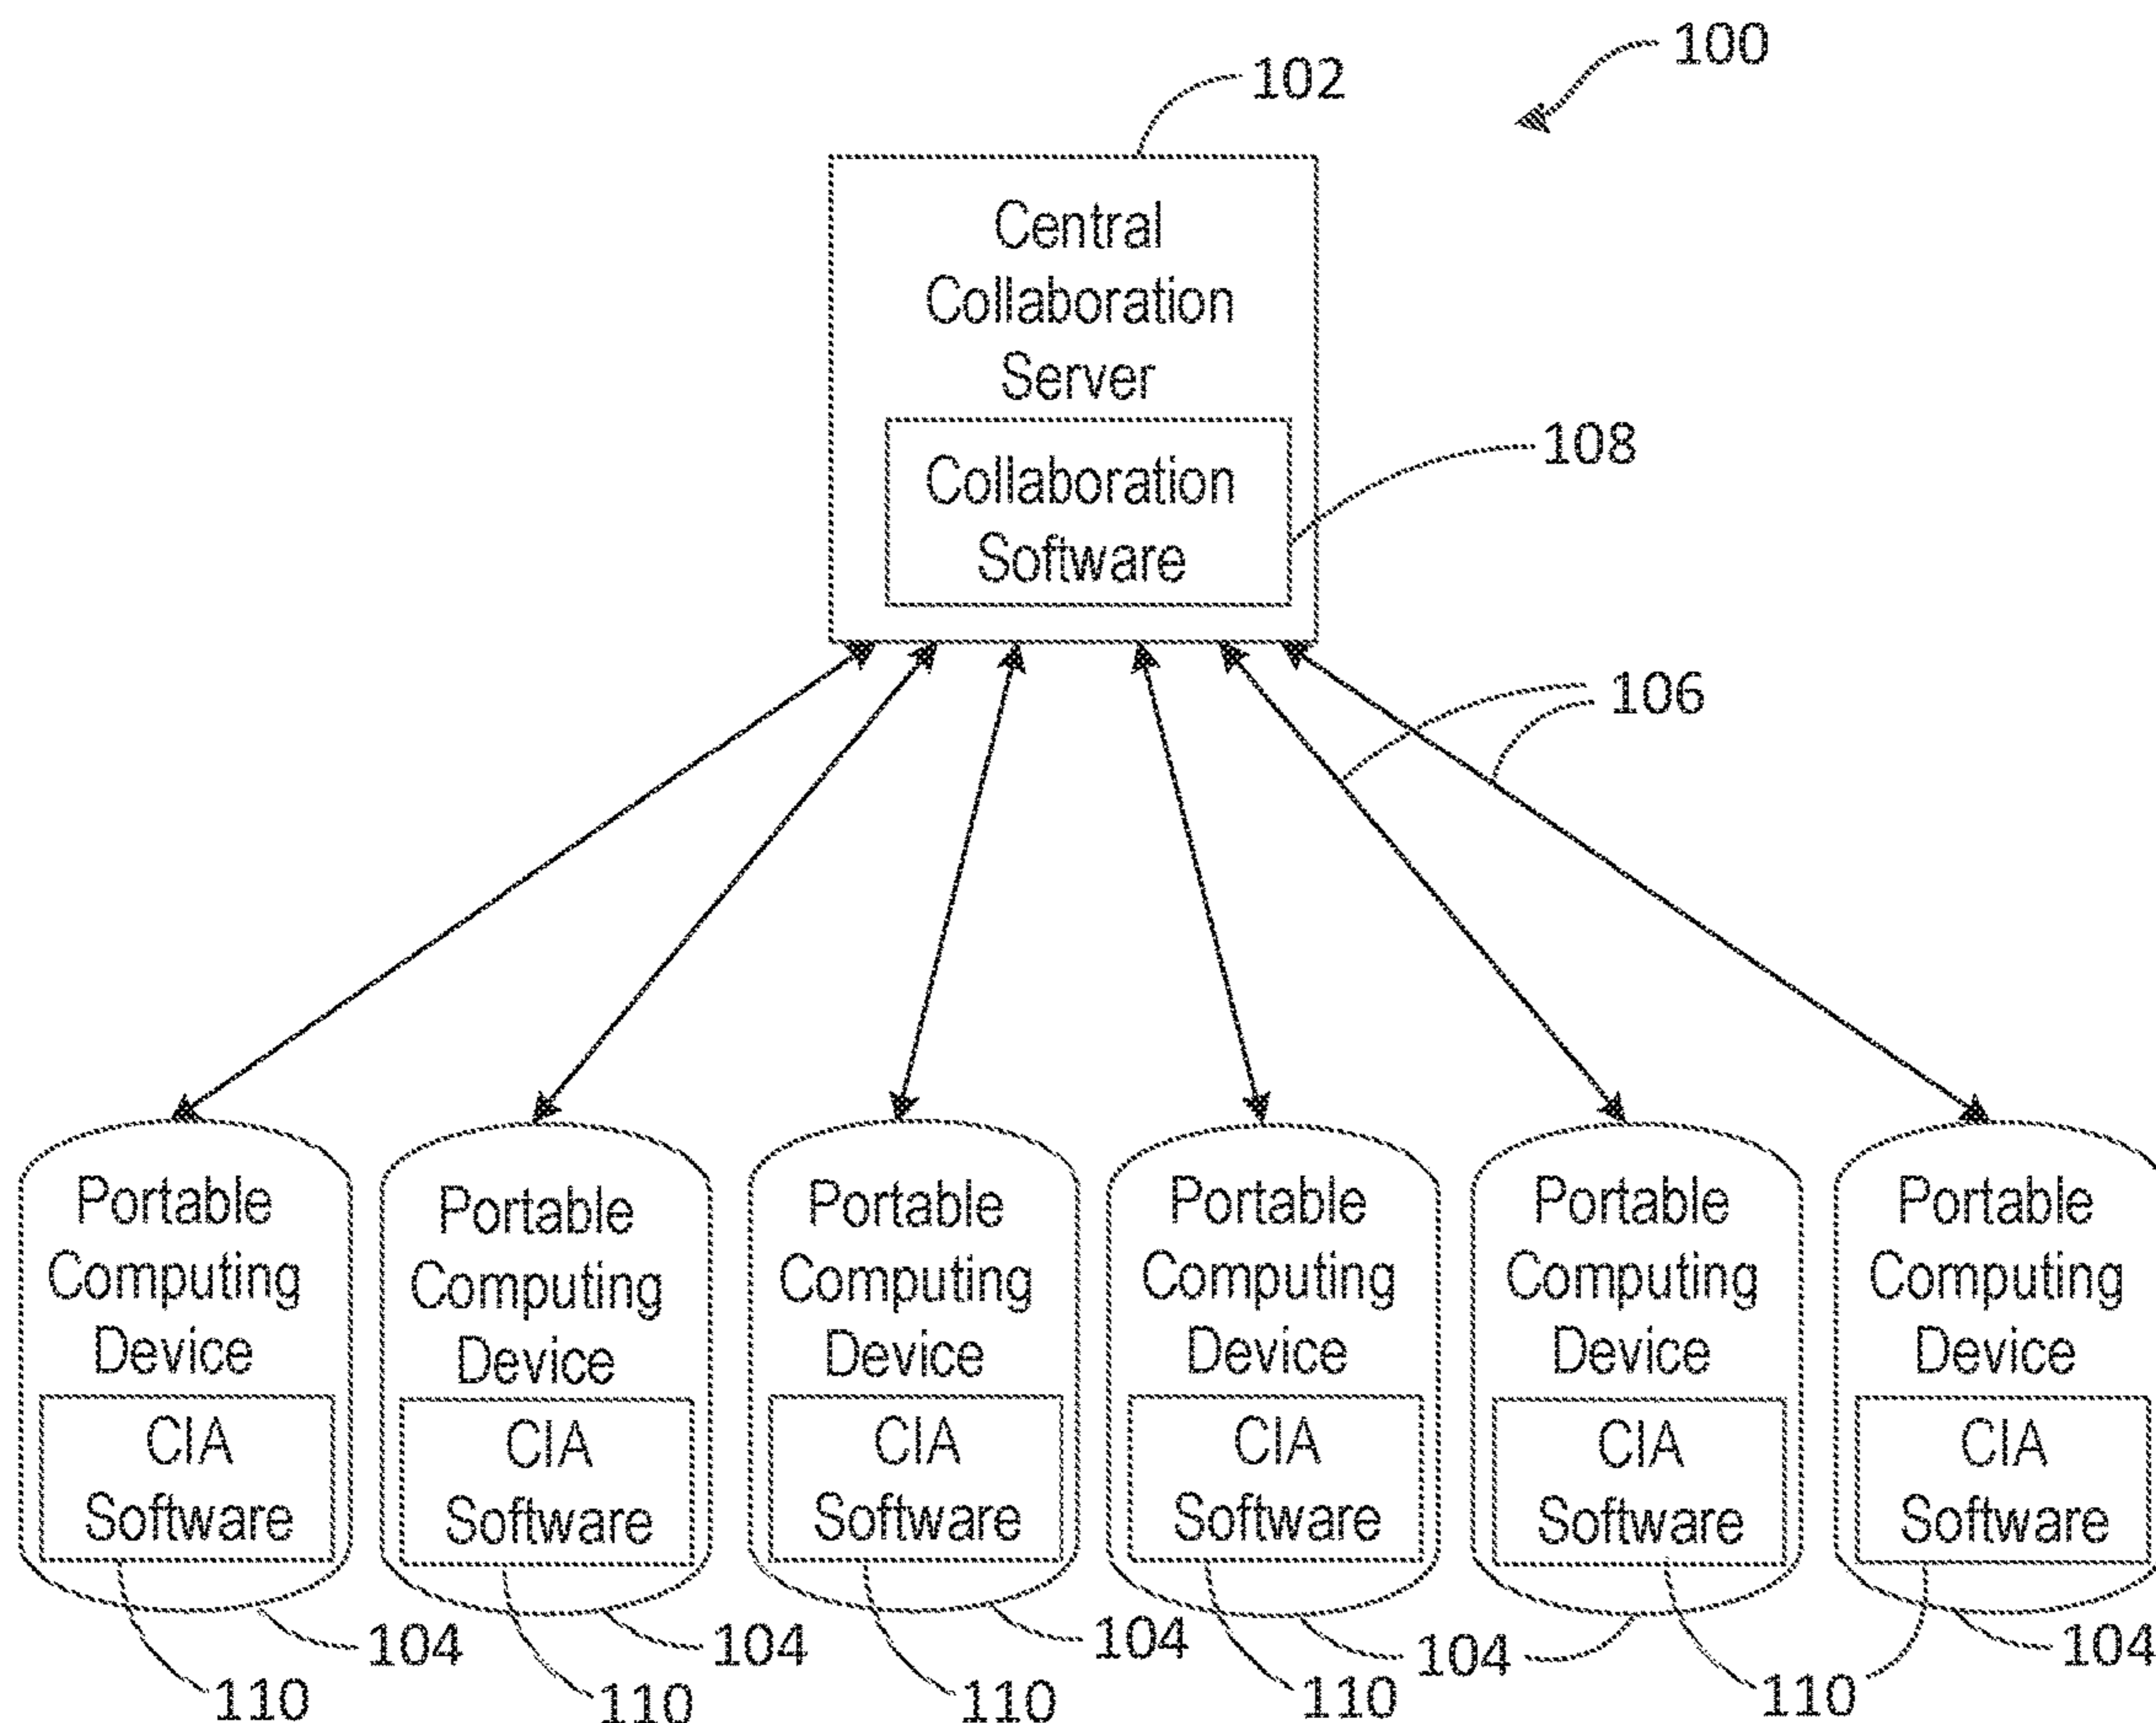 100
102
Central
Collaboration
Server
Collaboration
Software
108
106
Portable
Computing
Device
CIA
Software
Portable
Computing
Device
CIA
Software
Portable
Computing
Device
CIA
Software
Portable
Computing
Device
CIA
Software
Portable
Computing
Device
CIA
Software
Portable
Computing
Device
CIA
Software
104
104
104
104
104
110
110
110
110
110